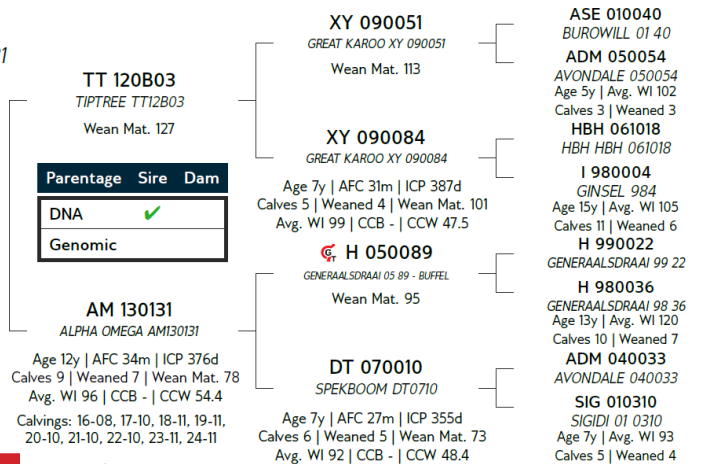 TT 120B03
TIPTREE TT12B03
Wean Mat. 127
Parentage Sire Dam
DNA ✔
Genomic
AM 130131
ALPHA OMEGA AM130131
Age 12y | AFC 34m | ICP 376d
Calves 9 | Weaned 7 | Wean Mat. 78
Avg. WI 96 | CCB - | CCW 54.4
Calvings: 16-08, 17-10, 18-11, 19-11,
20-10, 21-10, 22-10, 23-11, 24-11
XY 090051
GREAT KAROO XY 090051
Wean Mat. 113
XY 090084
GREAT KAROO XY 090084
Age 7y | AFC 31m | ICP 387d
Calves 5 | Weaned 4 | Wean Mat. 101
Avg. WI 99 | CCB - | CCW 47.5
H 050089
GENERAALSDRAAI 05 89 - BUFFEL
Wean Mat. 95
DT 070010
SPEKBOOM DT0710
Age 7y | AFC 27m | ICP 355d
Calves 6 | Weaned 5 | Wean Mat. 73
Avg. WI 92 | CCB - | CCW 48.4
ASE 010040
BUROWILL 01 40
ADM 050054
AVONDALE 050054
Age 5y | Avg. WI 102
Calves 3 | Weaned 3
HBH 061018
HBH HBH 061018
I 980004
GINSEL 984
Age 15y | Avg. WI 105
Calves 11 | Weaned 6
H 990022
GENERAALSDRAAI 99 22
H 980036
GENERAALSDRAAI 98 36
Age 13y | Avg. WI 120
Calves 10 | Weaned 7
ADM 040033
AVONDALE 040033
SIG 010310
SIGIDI 01 0310
Age 7y | Avg. WI 93
Calves 5 | Weaned 4